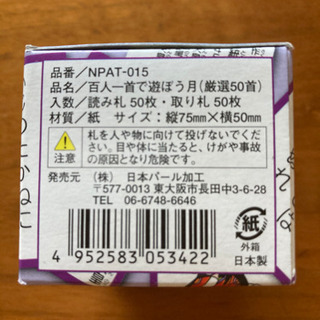 品番/NPAT-015
品名/百人一首で遊ぼう月(厳選50首)
入数/読み札 50枚・取り札 50枚
材質/紙 サイズ:縦75mm×横50mm
注意
札を人や物に向けて投げないでくださ
い。目に当たると、けがや事故
の原因となり危険です。
発売元 (株) 日本パール加工
〒577-0013 東大阪市長田中3-6-28
TEL 06-6748-6646
4 952583 053422
紙
外箱
日本製